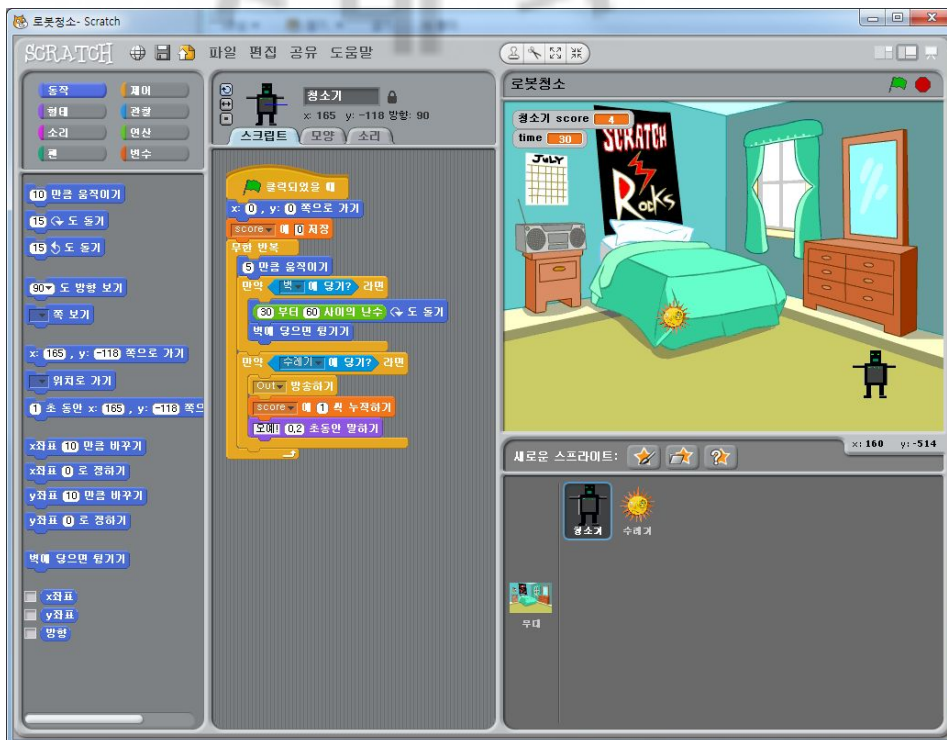 로봇청소- Scratch
SCRATCH 파일 편집 공유 도움말
동작 제어
형태 관찰
소리 연산
펜 변수
10 만큼 움직이기
15 도 돌기
15 도 돌기
90 도 방향 보기
쪽 보기
x: 165 , y: -118 쪽으로 가기
위치로 가기
1 초 동안 x: 165 , y: -118 쪽으
x좌표 10 만큼 바꾸기
x좌표 0 로 정하기
y좌표 10 만큼 바꾸기
y좌표 0 로 정하기
벽에 닿으면 튕기기
x좌표
y좌표
방향
청소기
x: 165 y: -118 방향: 90
스크립트 모양 소리
클릭되었을 때
x: 0 , y: 0 쪽으로 가기
score 에 0 저장
무한 반복
5 만큼 움직이기
만약 벽 에 닿기? 라면
30 부터 60 사이의 난수 도 돌기
벽에 닿으면 튕기기
만약 수레기 에 닿기? 라면
Out 방송하기
score 에 1 씩 누적하기
오예! 0.2 초동안 말하기
로봇청소
청소기 score 4
time 30
JULY
SCRATCH
Rocks
x: 160 y: -514
새로운 스프라이트:
청소기 수레기
무대